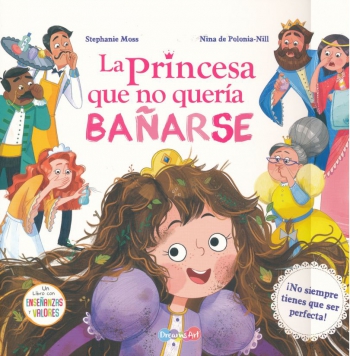 Stephanie Moss
Nina de Polonia-Nill
La Princesa
que no quería
BAÑARSE
Un
Libro con
ENSEÑANZAS
Y VALORES
¡No siempre
tienes que ser
perfecta!
Dreams Art